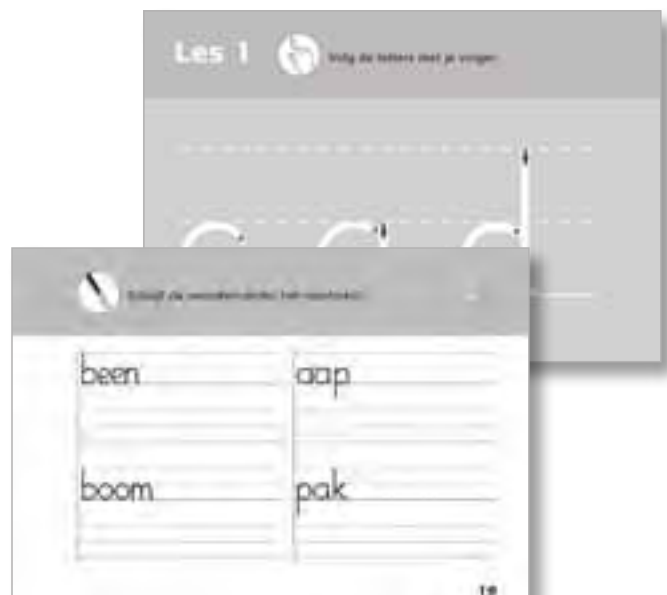 Les 1
Volg de letters met je vinger.
Schrijf de woorden onder het voorbeeld.
been aap
boom pak
19